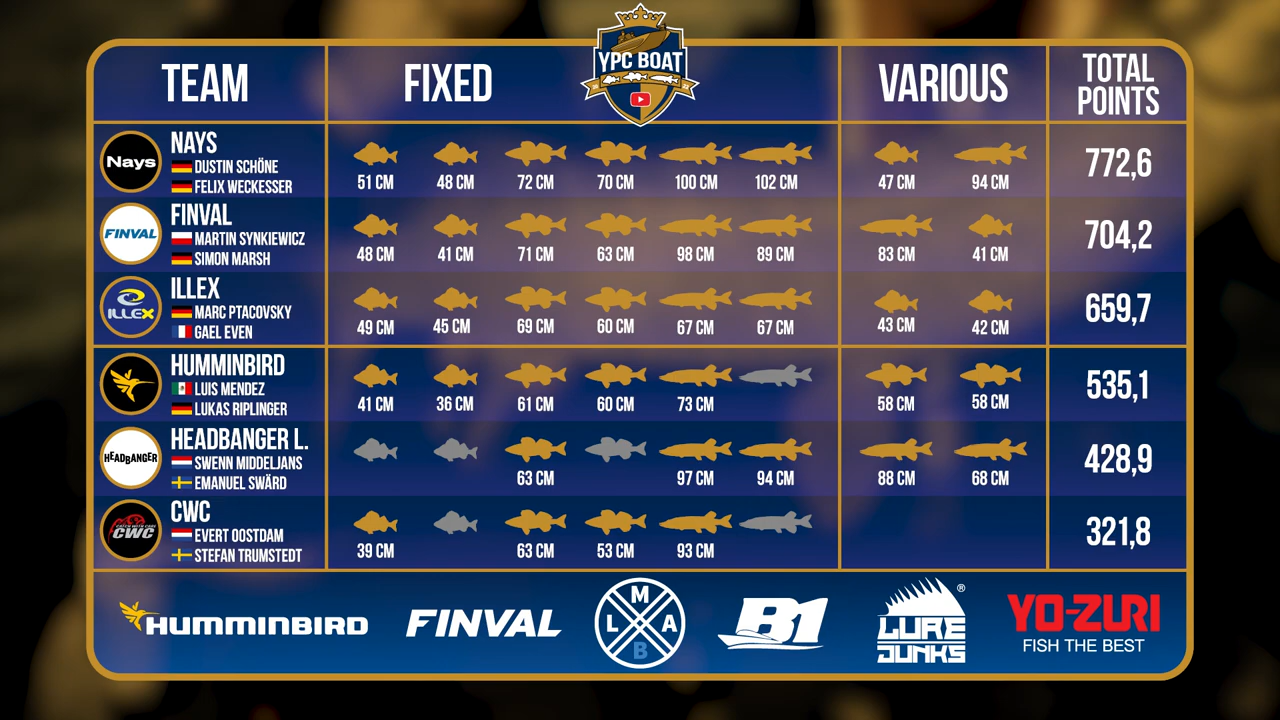 YPC BOAT
TEAM FIXED VARIOUS TOTAL POINTS
Nays
NAYS
DUSTIN SCHÖNE
FELIX WECKESSER
51 CM 48 CM 72 CM 70 CM 100 CM 102 CM 47 CM 94 CM
772,6
FINVAL
FINVAL
MARTIN SYNKIEWICZ
SIMON MARSH
48 CM 41 CM 71 CM 63 CM 98 CM 89 CM 83 CM 41 CM
704,2
ILLEX
ILLEX
MARC PTACOVSKY
GAEL EVEN
49 CM 45 CM 69 CM 60 CM 67 CM 67 CM 43 CM 42 CM
659,7
HUMMINBIRD
LUIS MENDEZ
LUKAS RIPLINGER
41 CM 36 CM 61 CM 60 CM 73 CM 58 CM 58 CM
535,1
HEADBANGER
HEADBANGER L.
SWENN MIDDELJANS
EMANUEL SWÄRD
63 CM 97 CM 94 CM 88 CM 68 CM
428,9
CWC
CWC
EVERT OOSTDAM
STEFAN TRUMSTEDT
39 CM 63 CM 53 CM 93 CM
321,8
HUMMINBIRD
FINVAL
M
L A
B
B1
LURE
JUNKS
®
YO-ZURI
FISH THE BEST